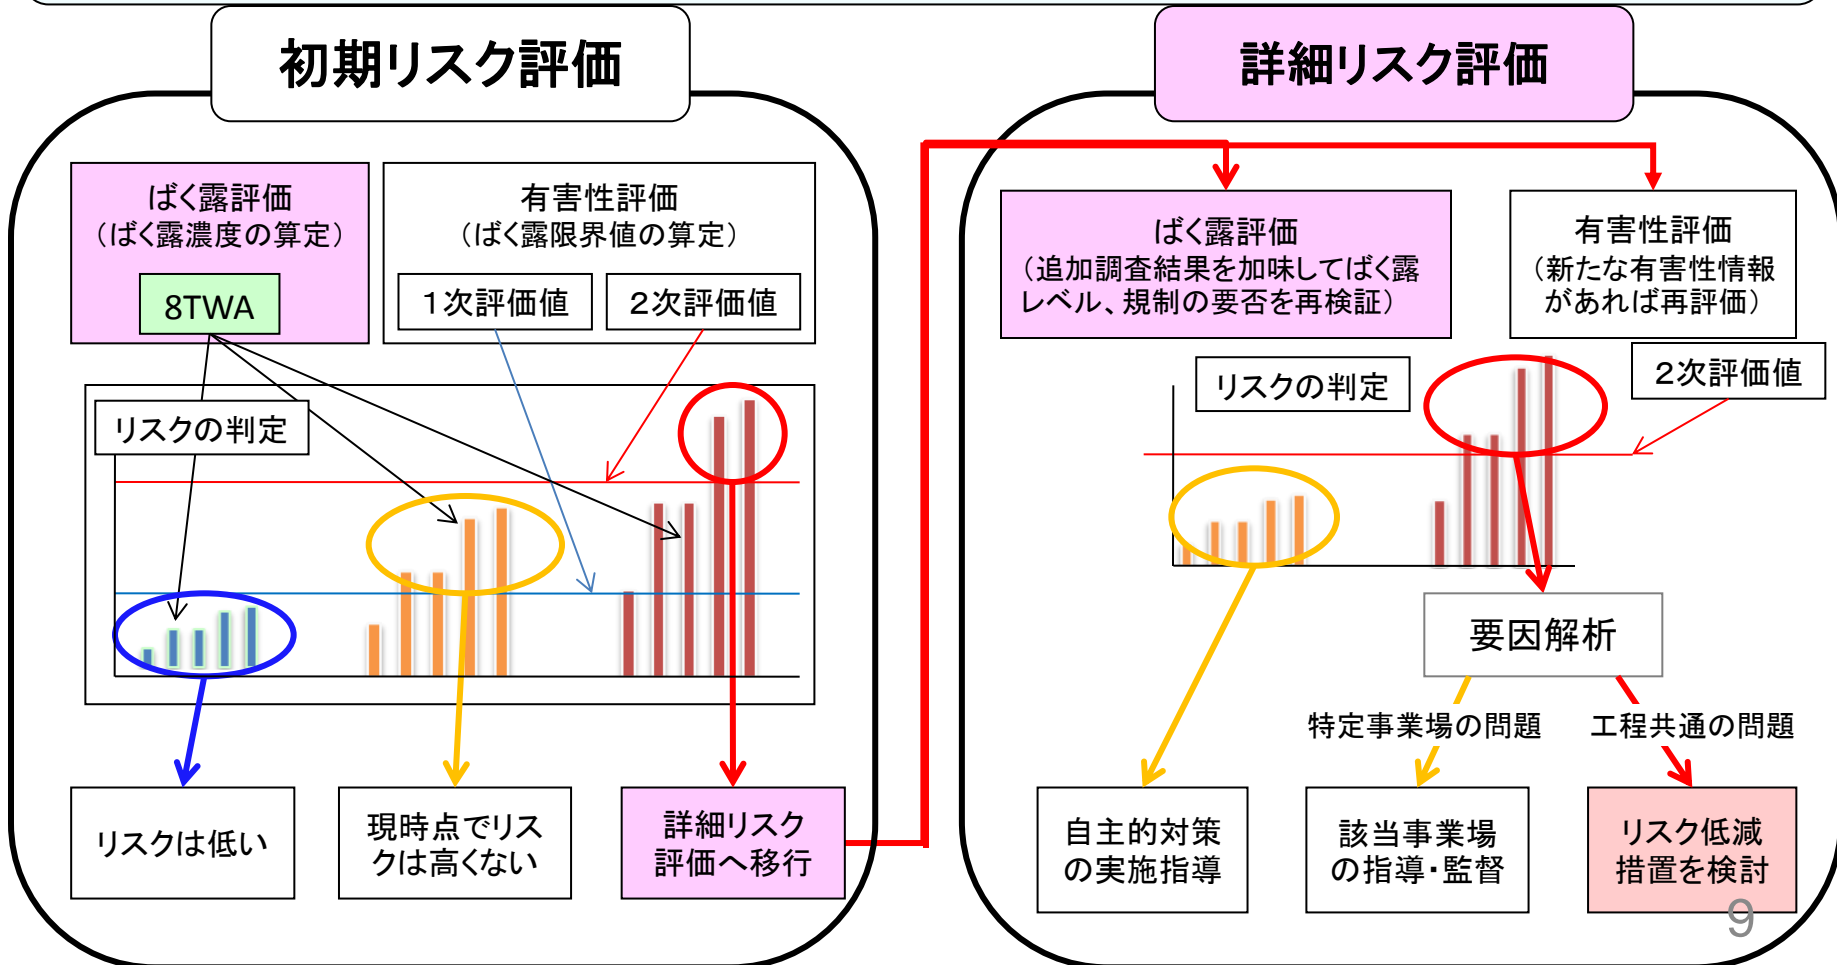 初期リスク評価
ばく露評価
（ばく露濃度の算定）
8TWA
有害性評価
（ばく露限界値の算定）
１次評価値
２次評価値
リスクの判定
リスクは低い
現時点でリス
クは高くない
詳細リスク
評価へ移行
詳細リスク評価
ばく露評価
（追加調査結果を加味してばく露
レベル、規制の要否を再検証）
有害性評価
（新たな有害性情報
があれば再評価）
リスクの判定
２次評価値
要因解析
特定事業場の問題
工程共通の問題
自主的対策
の実施指導
該当事業場
の指導・監督
リスク低減
措置を検討
9